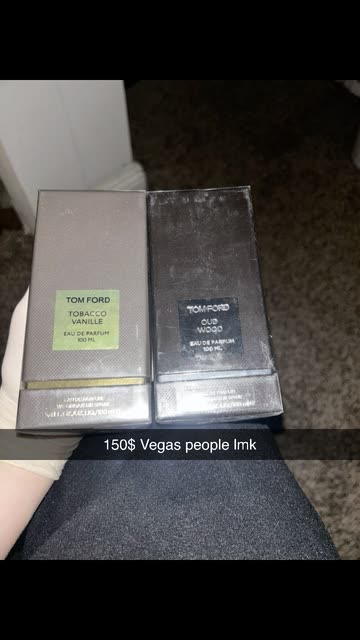 TOM FORD
TOBACCO
VANILLE
EAU DE PARFUM
100 ML
TOM FORD
OUD
WOOD
EAU DE PARFUM
100 ML
150$ Vegas people lmk